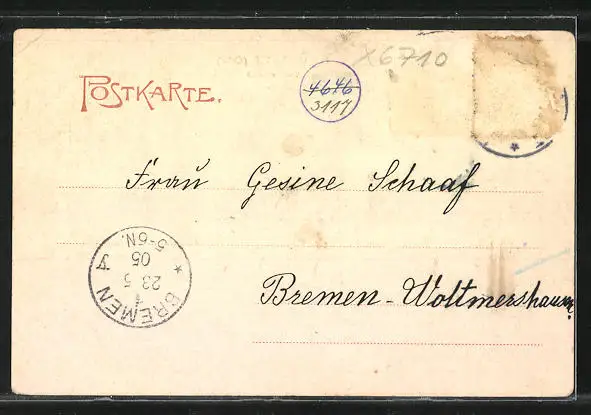 X6710
POSTKARTE.
4646
3117
Frau Gesine Schaaf
Bremen-Woltmershausen.
BREMEN
23 5
05
5-6N.